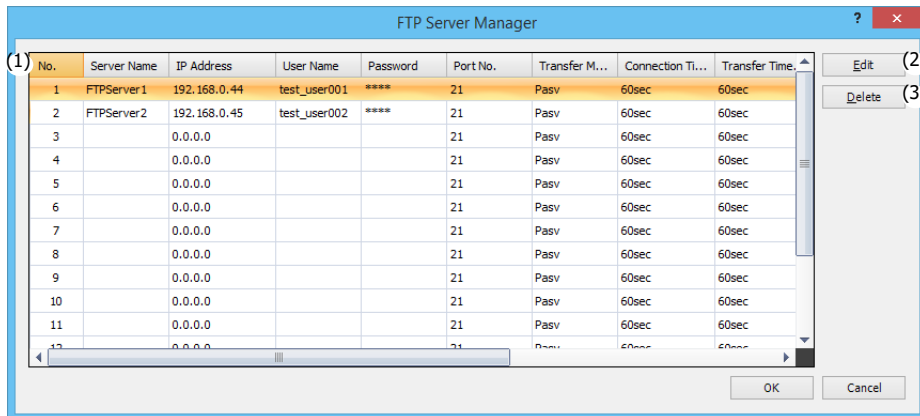 FTP Server Manager ? ×
(1) No. Server Name IP Address User Name Password Port No. Transfer M... Connection Ti... Transfer Time. Edit (2
1 FTPServer1 192.168.0.44 test_user001 **** 21 Pasv 60sec 60sec Delete (3
2 FTPServer2 192.168.0.45 test_user002 **** 21 Pasv 60sec 60sec
3 0.0.0.0 21 Pasv 60sec 60sec
4 0.0.0.0 21 Pasv 60sec 60sec
5 0.0.0.0 21 Pasv 60sec 60sec
6 0.0.0.0 21 Pasv 60sec 60sec
7 0.0.0.0 21 Pasv 60sec 60sec
8 0.0.0.0 21 Pasv 60sec 60sec
9 0.0.0.0 21 Pasv 60sec 60sec
10 0.0.0.0 21 Pasv 60sec 60sec
11 0.0.0.0 21 Pasv 60sec 60sec
OK Cancel